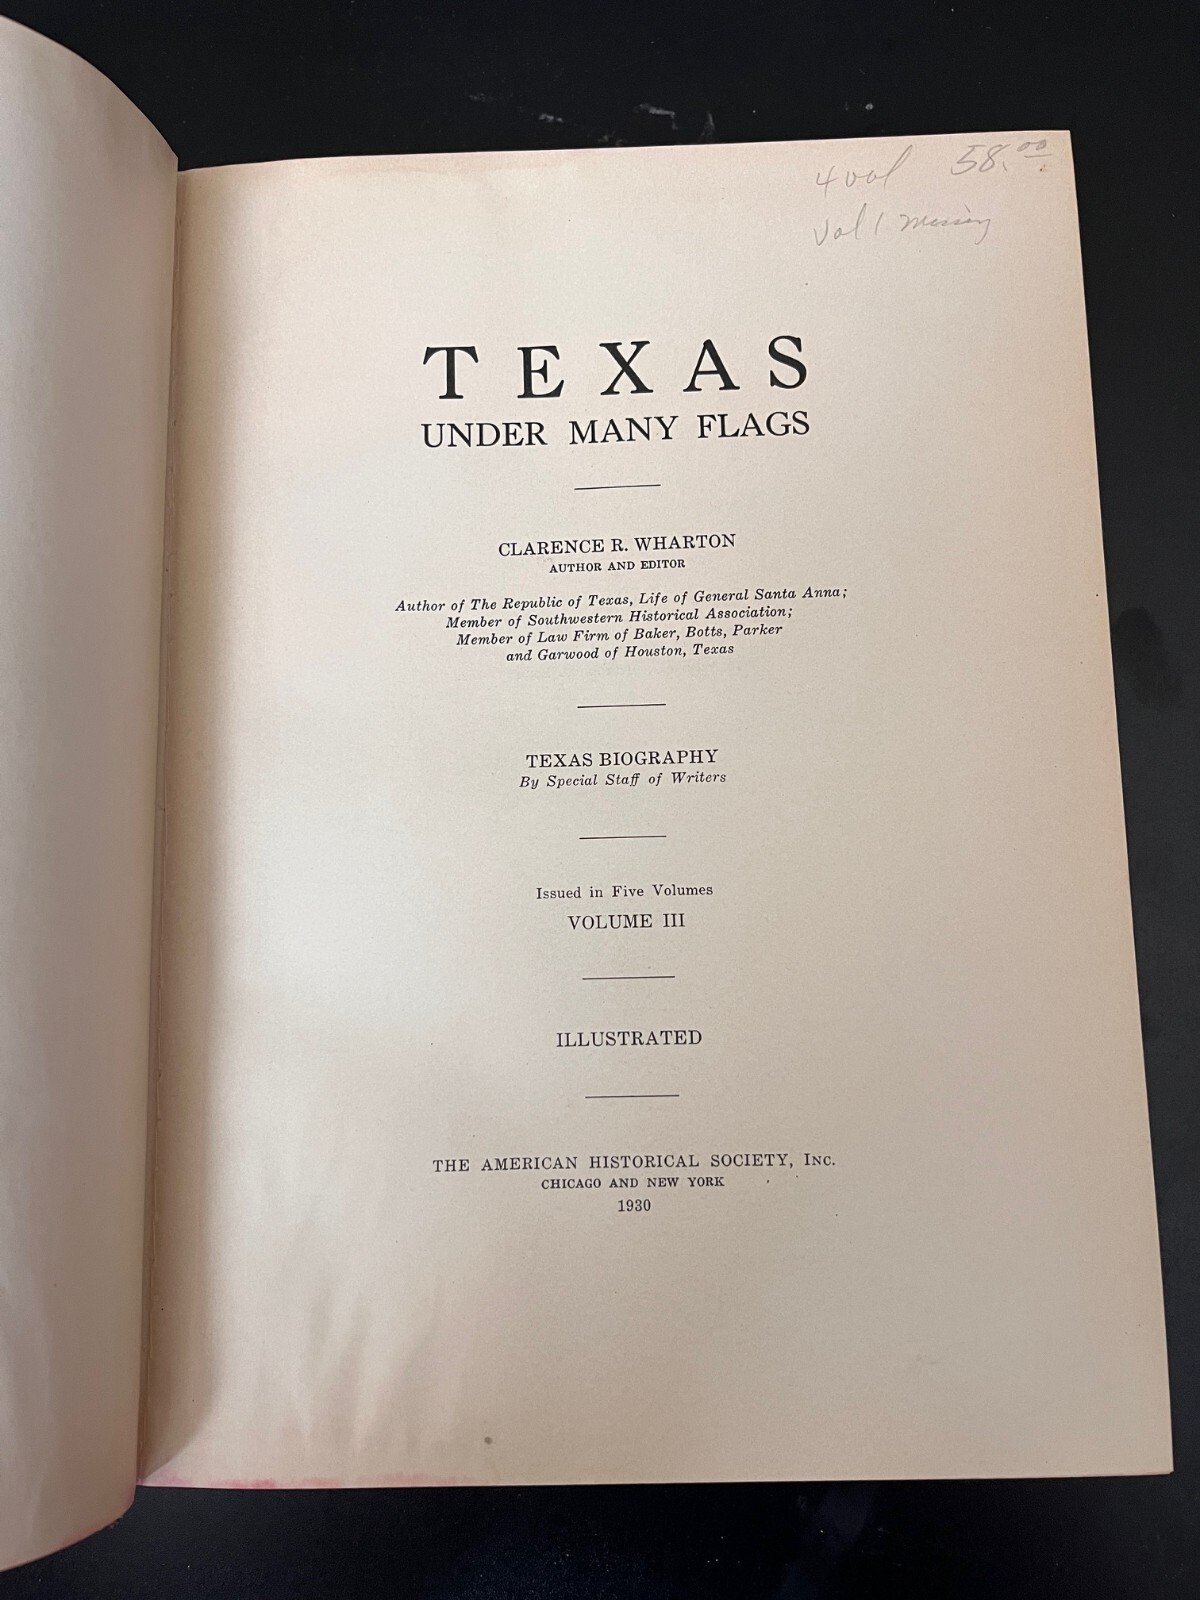 4 vol 58.00
Vol 1 missing
TEXAS
UNDER MANY FLAGS
CLARENCE R. WHARTON
AUTHOR AND EDITOR
Author of The Republic of Texas, Life of General Santa Anna;
Member of Southwestern Historical Association;
Member of Law Firm of Baker, Botts, Parker
and Garwood of Houston, Texas
TEXAS BIOGRAPHY
By Special Staff of Writers
Issued in Five Volumes
VOLUME III
ILLUSTRATED
THE AMERICAN HISTORICAL SOCIETY, INC.
CHICAGO AND NEW YORK
1930